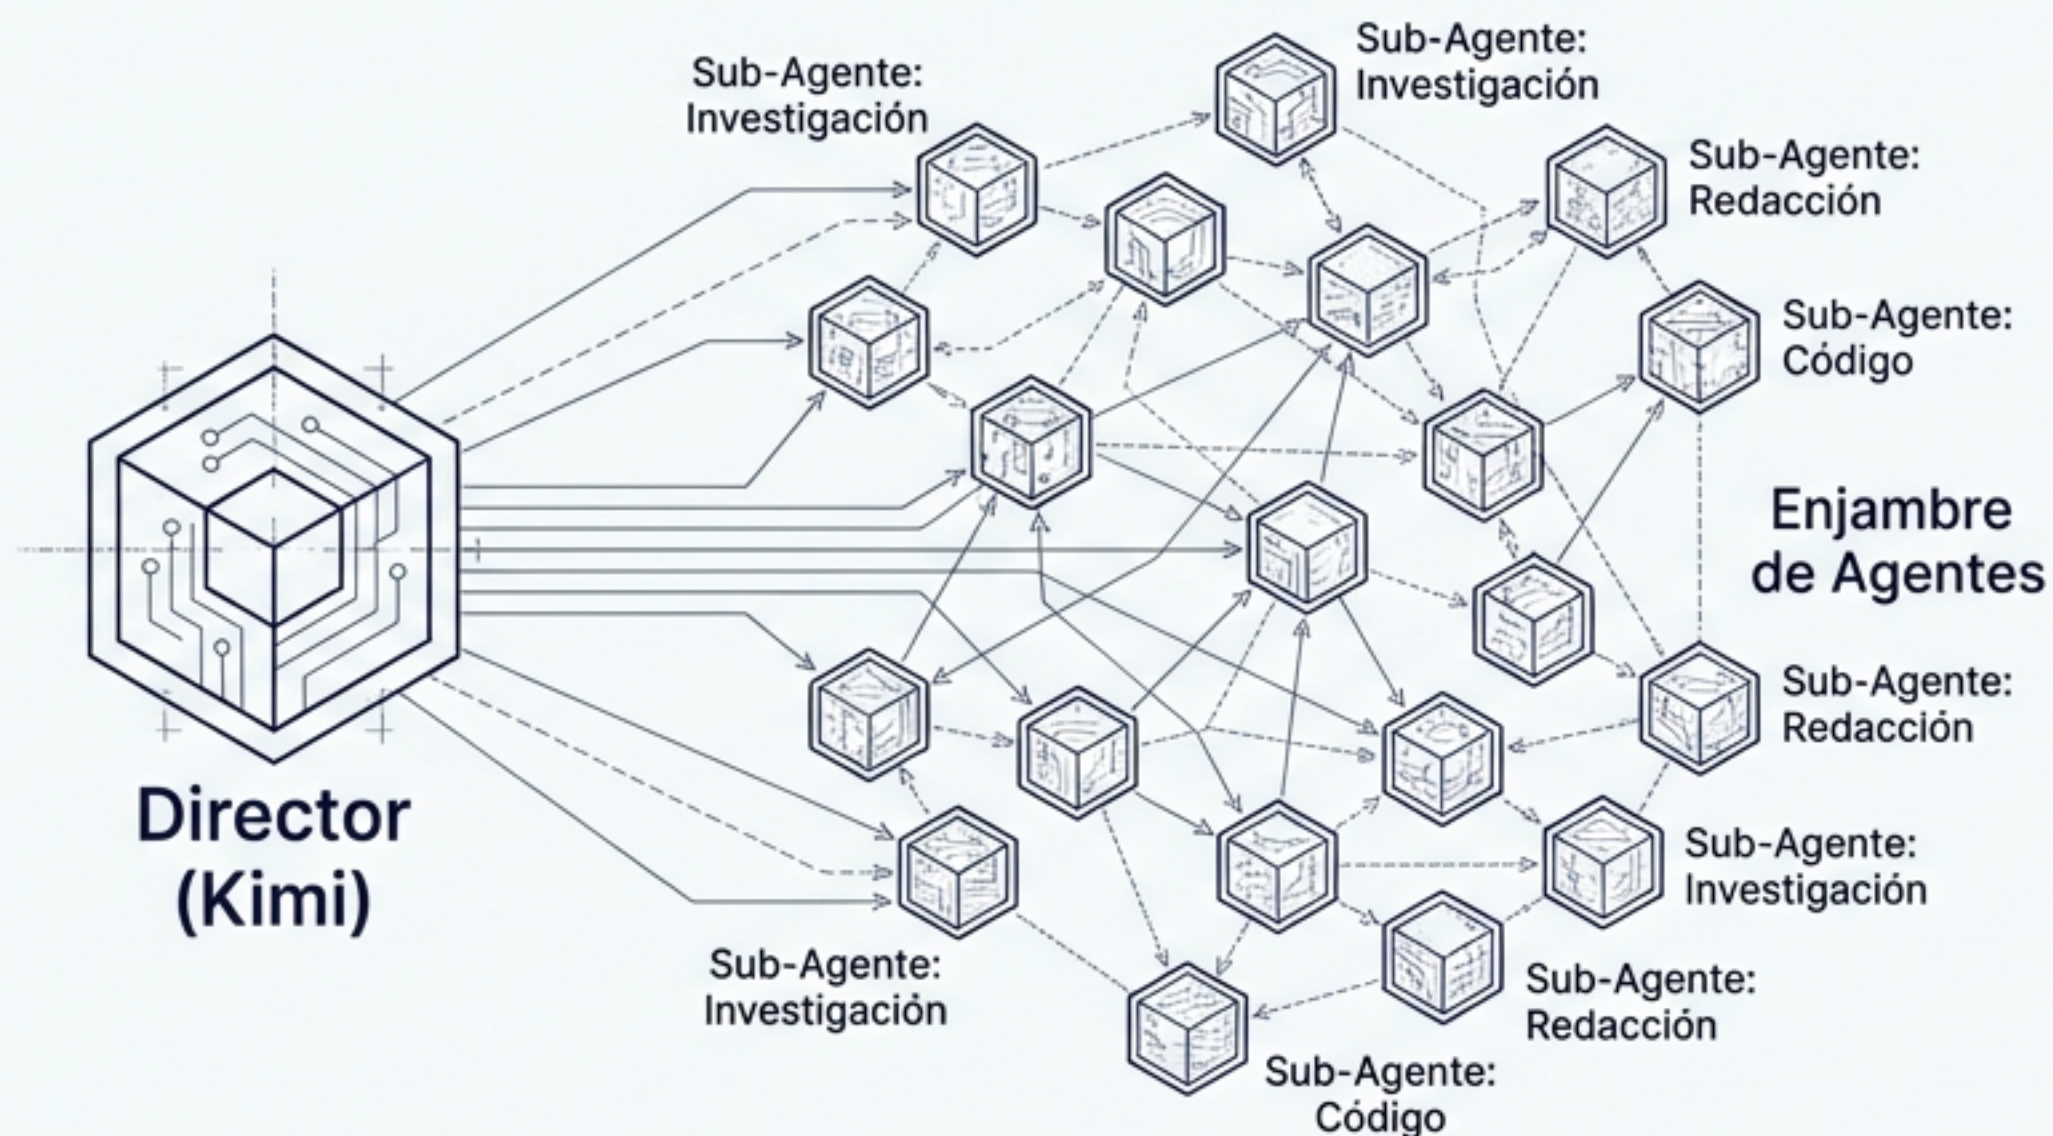 Sub-Agente:
Investigación
Sub-Agente:
Investigación
Sub-Agente:
Redacción
Sub-Agente:
Código
Enjambre
de Agentes
Director
(Kimi)
Sub-Agente:
Redacción
Sub-Agente:
Investigación
Sub-Agente:
Investigación
Sub-Agente:
Redacción
Sub-Agente:
Código